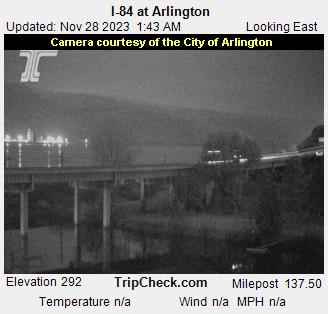 I-84 at Arlington
Updated: Nov 28 2023 1:43 AM Looking East
Camera courtesy of the City of Arlington
Elevation 292 TripCheck.com Milepost 137.50
Temperature n/a Wind n/a MPH n/a